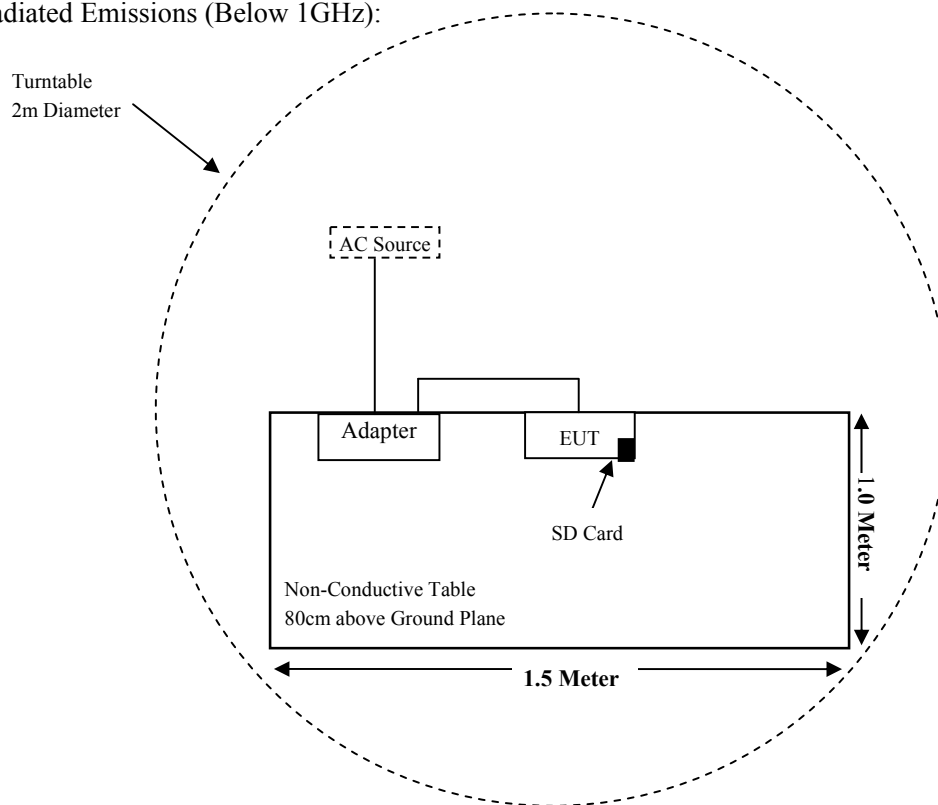 adiated Emissions (Below 1GHz):
Turntable
2m Diameter
AC Source
Adapter
EUT
SD Card
1.0 Meter
Non-Conductive Table
80cm above Ground Plane
1.5 Meter